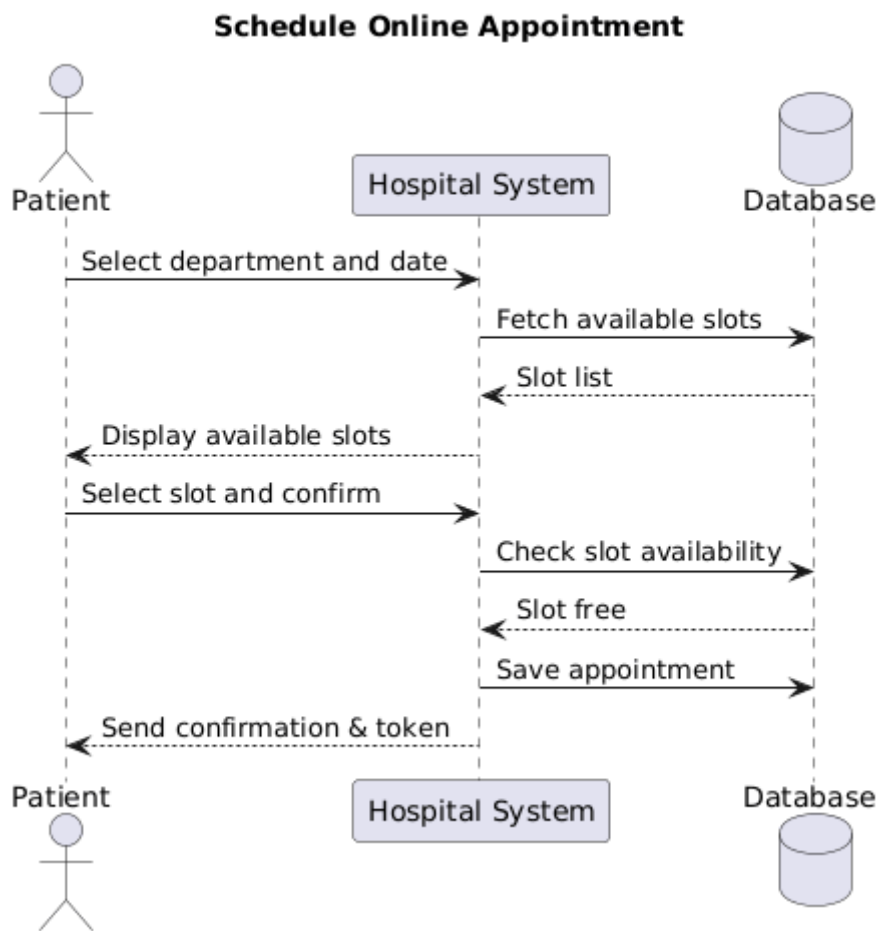 Schedule Online Appointment
Patient
Hospital System
Database
Select department and date
Fetch available slots
Slot list
Display available slots
Select slot and confirm
Check slot availability
Slot free
Save appointment
Send confirmation & token
Patient
Hospital System
Database